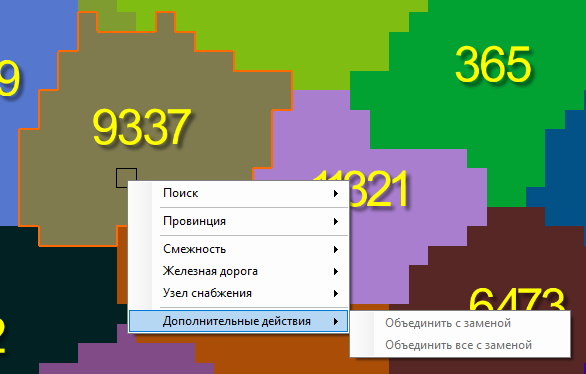 365
9
9337
11321
Поиск
Провинция
Смежность
Железная дорога
Узел снабжения
6473
Дополнительные действия
Объединить с заменой
2
Объединить все с заменой